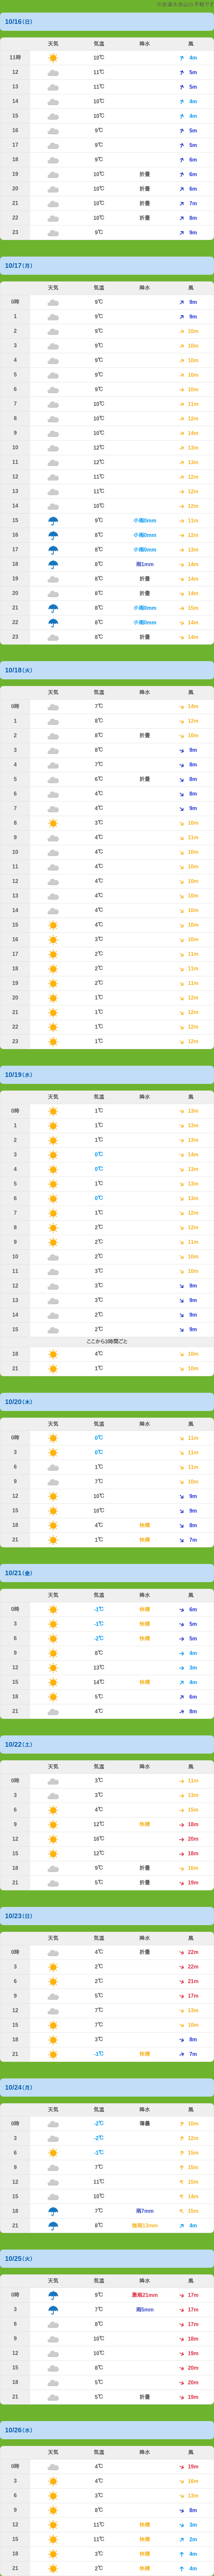 10/16（日）
天気 気温 降水 風
11時 10℃ 4m
12 11℃ 5m
13 11℃ 5m
14 10℃ 4m
15 10℃ 4m
16 9℃ 5m
17 9℃ 5m
18 9℃ 6m
19 10℃ 折畳 6m
20 10℃ 折畳 6m
21 10℃ 折畳 7m
22 10℃ 折畳 8m
23 9℃ 9m
10/17（月）
天気 気温 降水 風
0時 9℃ 9m
1 9℃ 9m
2 9℃ 10m
3 9℃ 10m
4 9℃ 10m
5 9℃ 10m
6 9℃ 10m
7 10℃ 11m
8 10℃ 12m
9 10℃ 14m
10 12℃ 13m
11 12℃ 13m
12 11℃ 12m
13 11℃ 12m
14 10℃ 12m
15 9℃ 小雨0mm 11m
16 8℃ 小雨0mm 12m
17 8℃ 小雨0mm 13m
18 8℃ 雨1mm 14m
19 8℃ 折畳 14m
20 8℃ 折畳 14m
21 8℃ 小雨0mm 15m
22 8℃ 小雨0mm 14m
23 8℃ 折畳 14m
10/18（火）
天気 気温 降水 風
0時 7℃ 14m
1 8℃ 12m
2 8℃ 折畳 10m
3 8℃ 9m
4 7℃ 8m
5 6℃ 折畳 8m
6 4℃ 8m
7 4℃ 9m
8 3℃ 10m
9 4℃ 11m
10 4℃ 10m
11 4℃ 10m
12 4℃ 10m
13 4℃ 10m
14 4℃ 10m
15 4℃ 10m
16 3℃ 10m
17 2℃ 11m
18 2℃ 11m
19 2℃ 11m
20 1℃ 12m
21 1℃ 12m
22 1℃ 12m
23 1℃ 12m
10/19（水）
天気 気温 降水 風
0時 1℃ 13m
1 1℃ 13m
2 1℃ 13m
3 0℃ 14m
4 0℃ 13m
5 1℃ 13m
6 0℃ 13m
7 1℃ 12m
8 2℃ 12m
9 2℃ 11m
10 2℃ 10m
11 3℃ 10m
12 3℃ 9m
13 3℃ 9m
14 2℃ 9m
15 2℃ 9m
ここから3時間ごと
18 4℃ 10m
21 1℃ 10m
10/20（木）
天気 気温 降水 風
0時 0℃ 11m
3 0℃ 11m
6 1℃ 11m
9 7℃ 10m
12 10℃ 9m
15 10℃ 9m
18 4℃ 快晴 8m
21 1℃ 快晴 7m
10/21（金）
天気 気温 降水 風
0時 -1℃ 快晴 6m
3 -1℃ 快晴 5m
6 -2℃ 快晴 5m
9 8℃ 4m
12 13℃ 3m
15 14℃ 快晴 4m
18 5℃ 6m
21 4℃ 8m
10/22（土）
天気 気温 降水 風
0時 3℃ 11m
3 3℃ 13m
6 4℃ 15m
9 12℃ 快晴 18m
12 16℃ 20m
15 12℃ 18m
18 9℃ 折畳 16m
21 5℃ 折畳 19m
10/23（日）
天気 気温 降水 風
0時 4℃ 折畳 22m
3 2℃ 22m
6 2℃ 21m
9 5℃ 17m
12 7℃ 13m
15 7℃ 10m
18 3℃ 8m
21 -1℃ 快晴 7m
10/24（月）
天気 気温 降水 風
0時 -2℃ 薄曇 10m
3 -2℃ 12m
6 -1℃ 15m
9 7℃ 15m
12 11℃ 15m
15 10℃ 14m
18 7℃ 雨7mm 15m
21 8℃ 強雨13mm 4m
10/25（火）
天気 気温 降水 風
0時 9℃ 激雨21mm 17m
3 7℃ 雨5mm 17m
6 8℃ 17m
9 10℃ 18m
12 10℃ 19m
15 8℃ 20m
18 5℃ 20m
21 5℃ 折畳 19m
10/26（水）
天気 気温 降水 風
0時 4℃ 19m
3 4℃ 16m
6 3℃ 13m
9 8℃ 8m
12 11℃ 快晴 3m
15 11℃ 快晴 2m
18 3℃ 快晴 4m
21 2℃ 快晴 4m